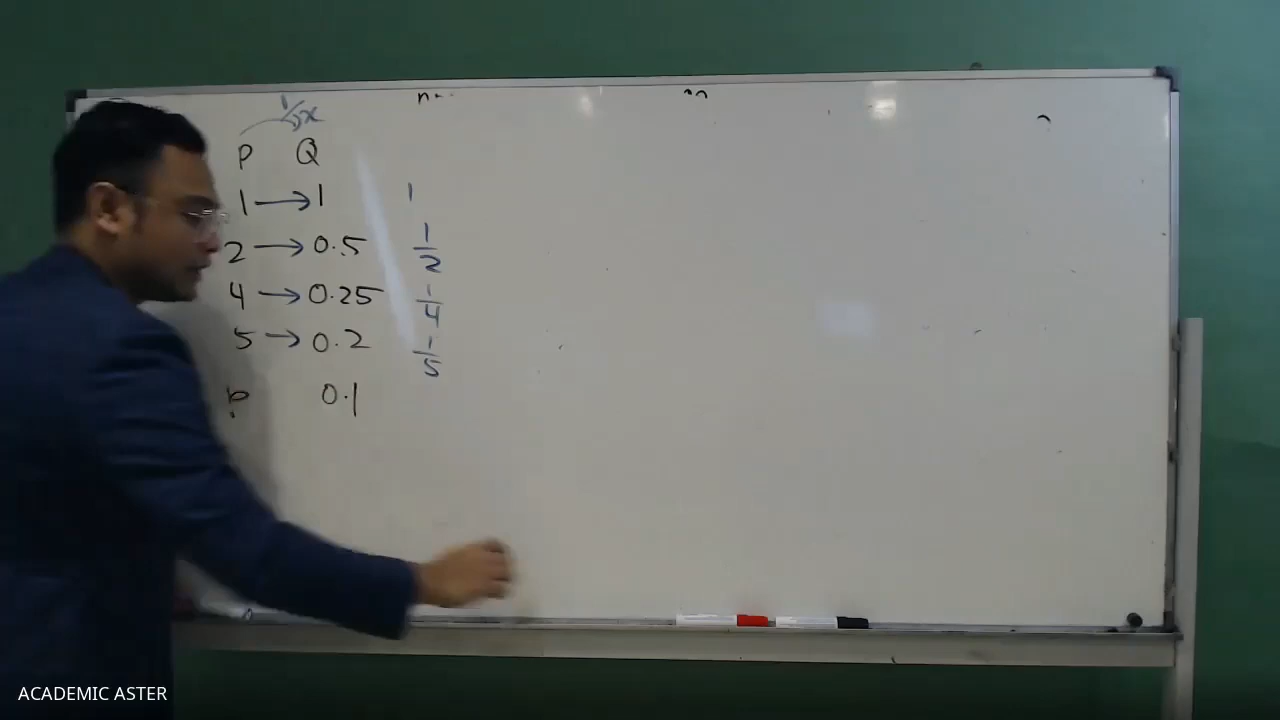 1/x
P Q
1 → 1 1
2 → 0.5 1/2
4 → 0.25 1/4
5 → 0.2 1/5
p 0.1
ACADEMIC ASTER